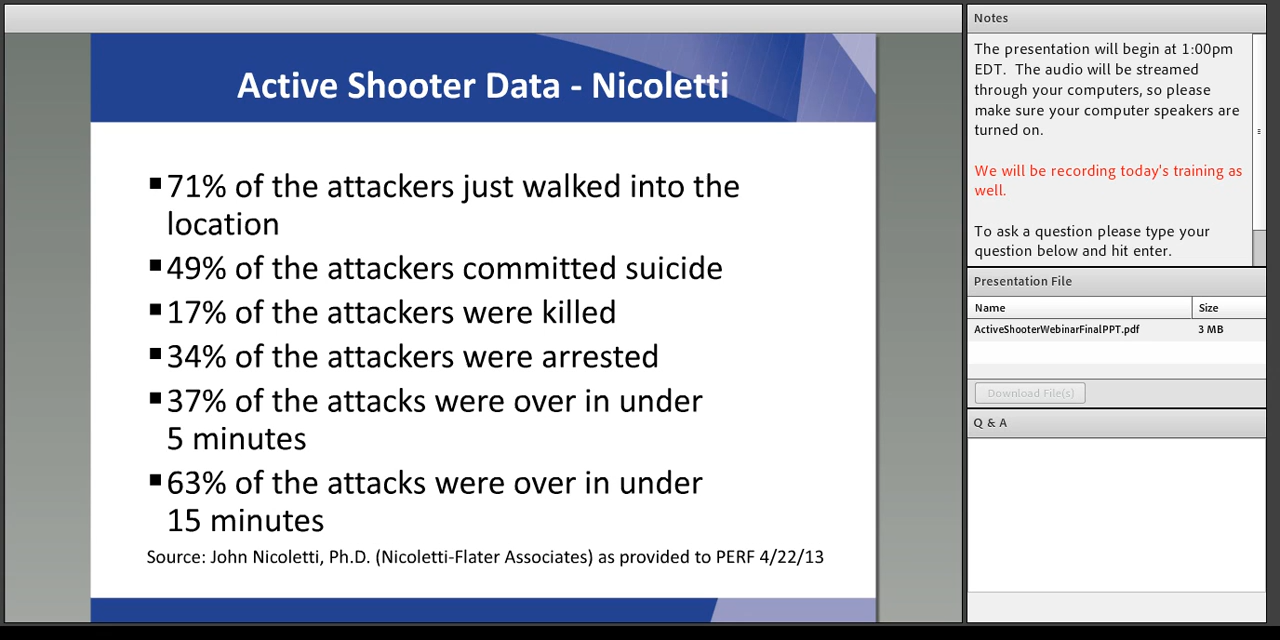 Active Shooter Data - Nicoletti
▪71% of the attackers just walked into the
location
▪49% of the attackers committed suicide
▪17% of the attackers were killed
▪34% of the attackers were arrested
▪37% of the attacks were over in under
5 minutes
▪63% of the attacks were over in under
15 minutes
Source: John Nicoletti, Ph.D. (Nicoletti-Flater Associates) as provided to PERF 4/22/13
Notes
The presentation will begin at 1:00pm
EDT.  The audio will be streamed
through your computers, so please
make sure your computer speakers are
turned on.
We will be recording today's training as
well.
To ask a question please type your
question below and hit enter.
Presentation File
Name Size
ActiveShooterWebinarFinalPPT.pdf 3 MB
Download File(s)
Q & A